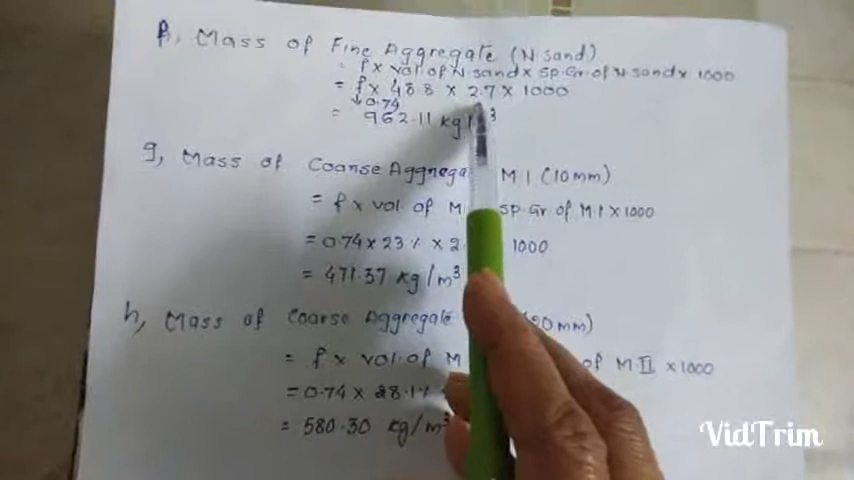 f, Mass of Fine Aggregate (N sand)
= f x vol. of N sand x Sp.Gr. of N sand x 1000
= f x 48.8 x 2.7 x 1000
↓0.74
= 962.11 kg/m³
g, Mass of Coarse Aggrega M I (10mm)
= f x vol. of M Sp.Gr of M.I x 1000
= 0.74 x 23% x 2. 1000
= 471.37 kg/m³
h, Mass of Coarse Aggregate (20mm)
= f x vol. of M of M.II x 1000
= 0.74 x 28.1%
= 580.30 kg/m
VidTrim